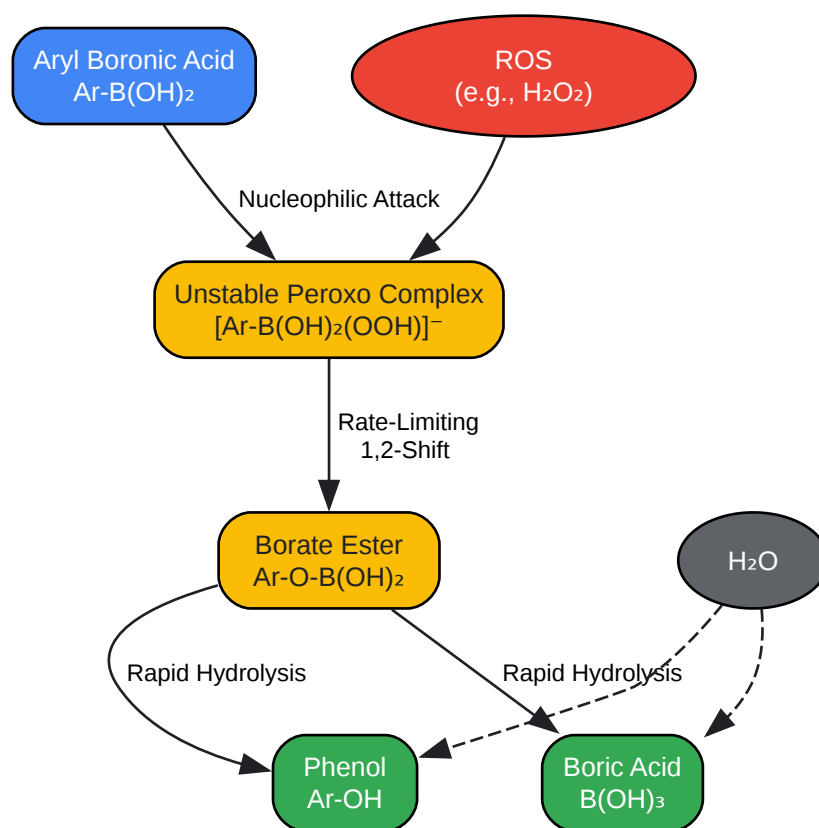 Aryl Boronic Acid
Ar-B(OH)₂
ROS
(e.g., H₂O₂)
Nucleophilic Attack
Unstable Peroxo Complex
[Ar-B(OH)₂(OOH)]⁻
Rate-Limiting
1,2-Shift
Borate Ester
Ar-O-B(OH)₂
H₂O
Rapid Hydrolysis
Rapid Hydrolysis
Phenol
Ar-OH
Boric Acid
B(OH)₃